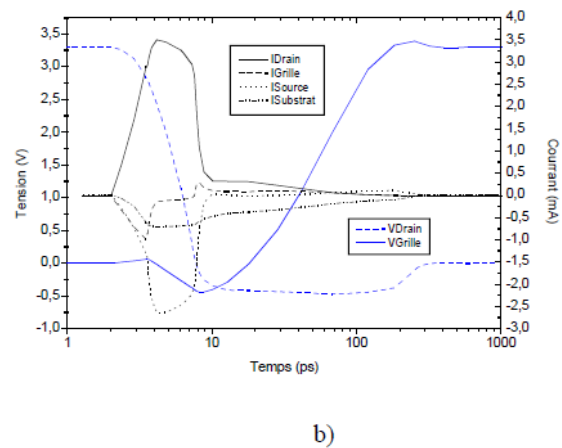 4,0
3,5
3,5
3,0
3,0
2,5
2,5
2,0
2,0
1,5
1,5
1,0
1,0
0,5
0,0
0,5
-0,5
-1,0
0,0
-1,5
-2,0
-0,5
-2,5
-1,0
-3,0
IDrain
IGrille
ISource
ISubstrat
VDrain
VGrille
Tension (V)
Courrant (mA)
1
10
100
1000
Temps (ps)
b)